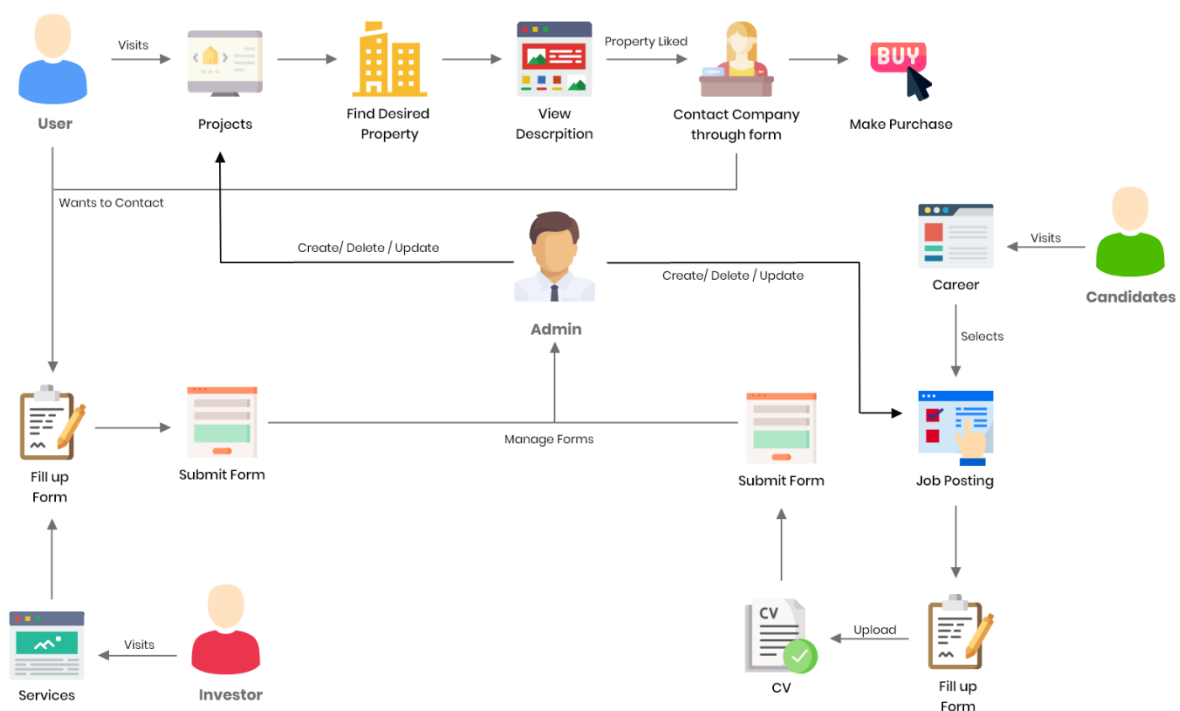 Visits
Property Liked
BUY
User
Projects
Find Desired
Property
View
Descrpition
Contact Company
through form
Make Purchase
Wants to Contact
Create/ Delete / Update
Create/ Delete / Update
Admin
Visits
Career
Candidates
Selects
Fill up
Form
Submit Form
Manage Forms
Submit Form
Job Posting
Services
Visits
Investor
CV
CV
Upload
Fill up
Form